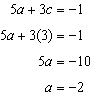 5a + 3c = −1
5a + 3(3) = −1
5a = −10
a = −2